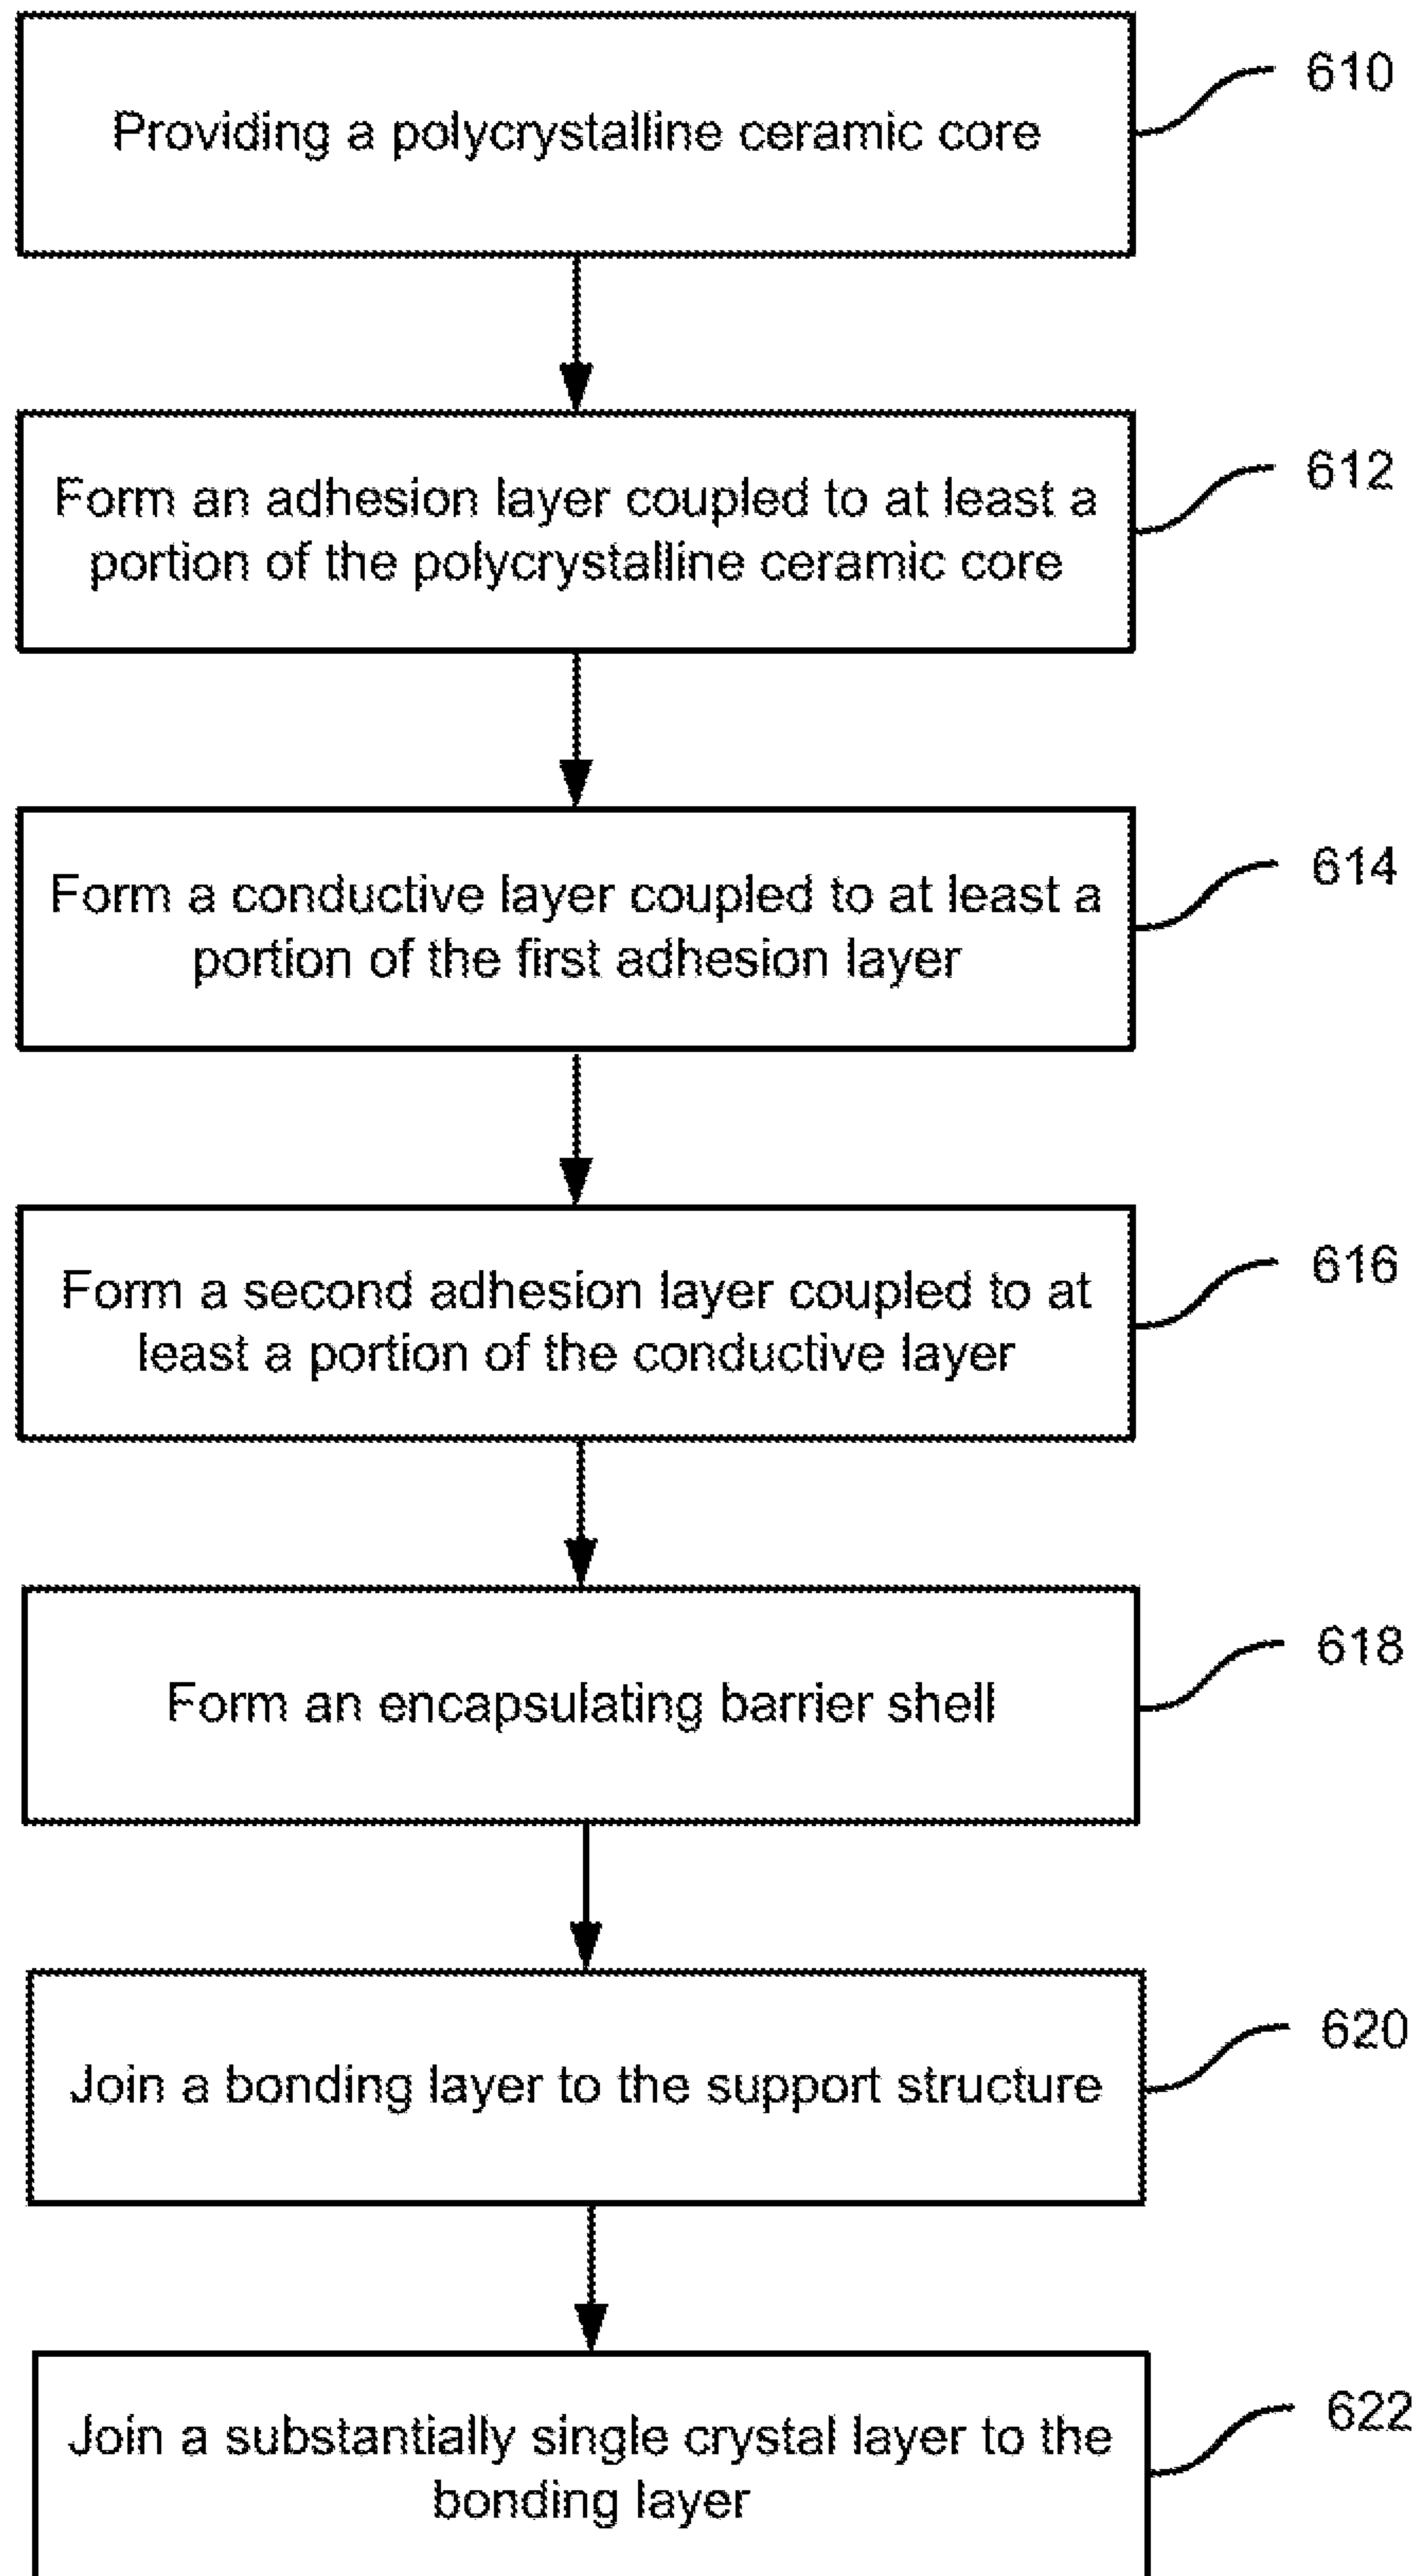 Providing a polycrystalline ceramic core
610
Form an adhesion layer coupled to at least a
portion of the polycrystalline ceramic core
612
Form a conductive layer coupled to at least a
portion of the first adhesion layer
614
Form a second adhesion layer coupled to at
least a portion of the conductive layer
616
Form an encapsulating barrier shell
618
Join a bonding layer to the support structure
620
Join a substantially single crystal layer to the
bonding layer
622